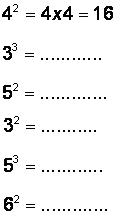 4² = 4x4 = 16
3³ = ............
5² = .............
3² = ...........
5³ = ............
6² = .............